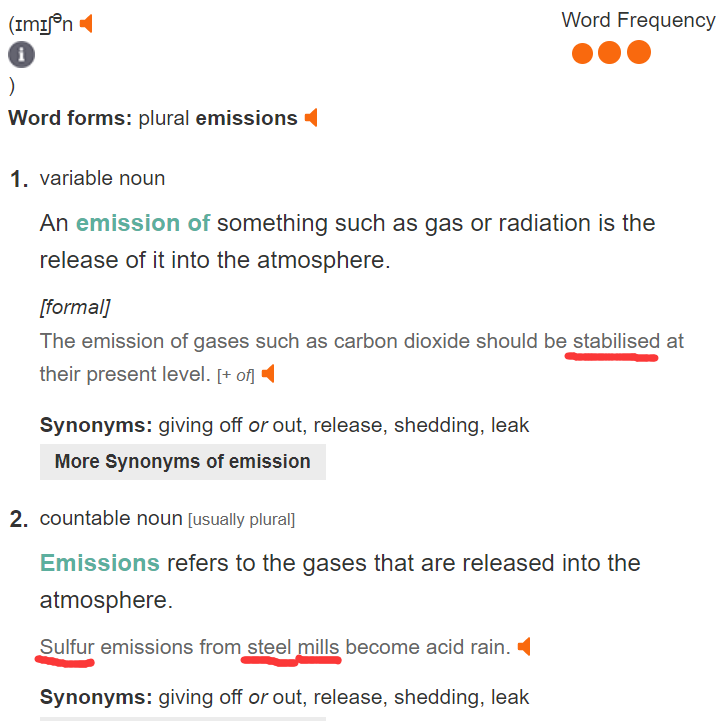 (ɪmɪʃᵊn
Word Frequency
i
)
Word forms: plural emissions
1. variable noun
An emission of something such as gas or radiation is the
release of it into the atmosphere.
[formal]
The emission of gases such as carbon dioxide should be stabilised at
their present level. [+ of]
Synonyms: giving off or out, release, shedding, leak
More Synonyms of emission
2. countable noun [usually plural]
Emissions refers to the gases that are released into the
atmosphere.
Sulfur emissions from steel mills become acid rain.
Synonyms: giving off or out, release, shedding, leak